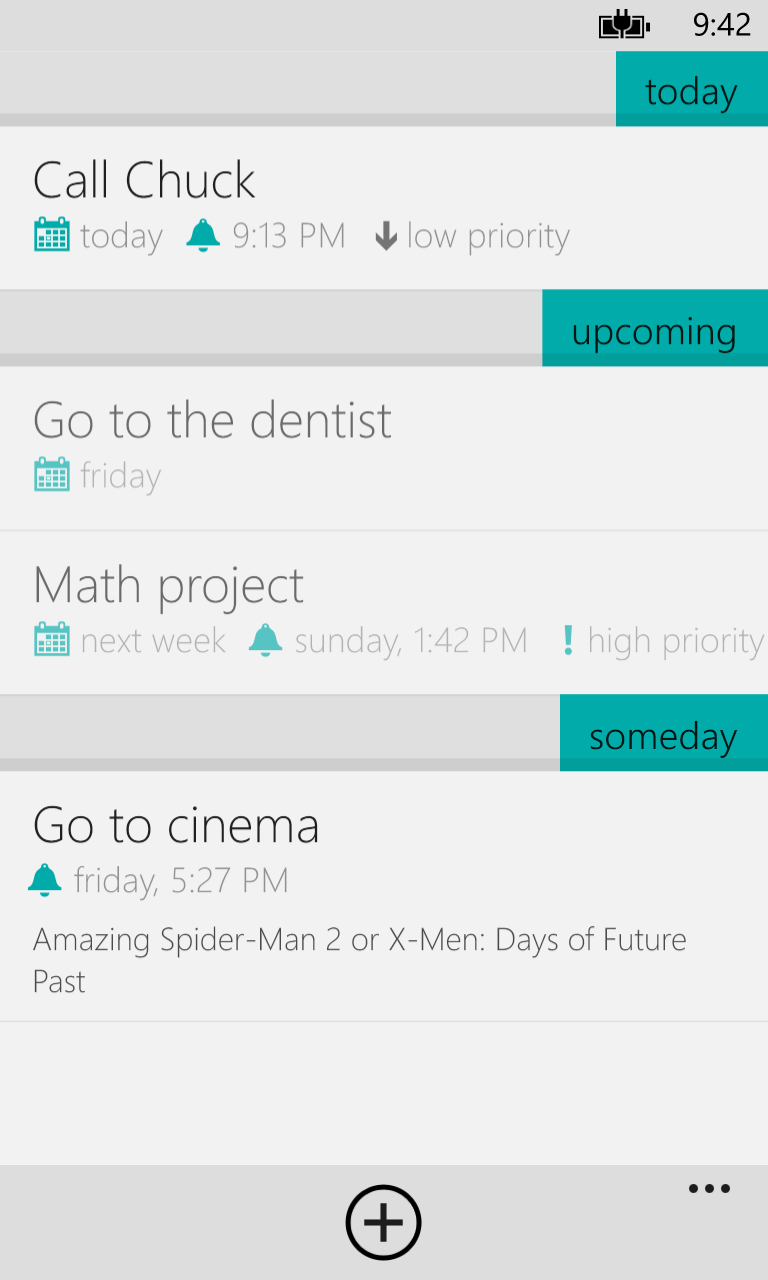 9:42
today
Call Chuck
today 9:13 PM low priority
upcoming
Go to the dentist
friday
Math project
next week sunday, 1:42 PM high priority
someday
Go to cinema
friday, 5:27 PM
Amazing Spider-Man 2 or X-Men: Days of Future
Past